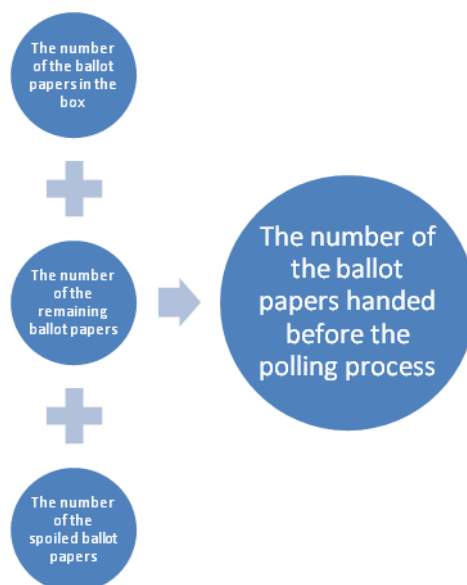 The number
of the ballot
papers in the
box
The number
of the
remaining
ballot papers
The number
of the
spoiled ballot
papers
The number of
the ballot
papers handed
before the
polling process